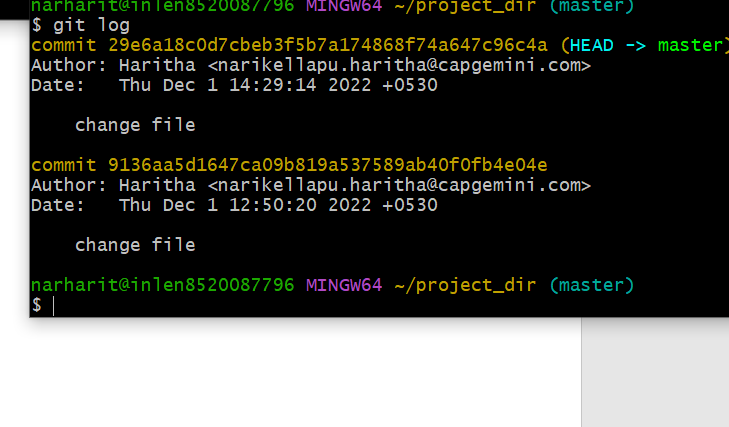 narharit@inlen8520087796 MINGW64 ~/project_dir (master)
$ git log
commit 29e6a18c0d7cbeb3f5b7a174868f74a647c96c4a (HEAD -> master)
Author: Haritha <narikellapu.haritha@capgemini.com>
Date:   Thu Dec 1 14:29:14 2022 +0530
    change file
commit 9136aa5d1647ca09b819a537589ab40f0fb4e04e
Author: Haritha <narikellapu.haritha@capgemini.com>
Date:   Thu Dec 1 12:50:20 2022 +0530
    change file
narharit@inlen8520087796 MINGW64 ~/project_dir (master)
$